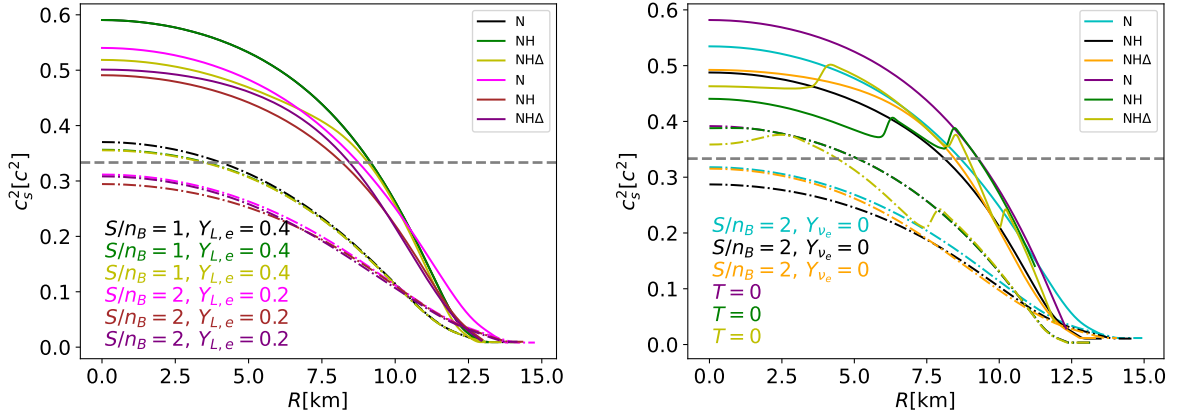 0.6
0.5
0.4
0.3
0.2
0.1
0.0
c_s^2[c^2]
N
NH
NHΔ
N
NH
NHΔ
S/n_B = 1, Y_{L,e} = 0.4
S/n_B = 1, Y_{L,e} = 0.4
S/n_B = 1, Y_{L,e} = 0.4
S/n_B = 2, Y_{L,e} = 0.2
S/n_B = 2, Y_{L,e} = 0.2
S/n_B = 2, Y_{L,e} = 0.2
0.0 2.5 5.0 7.5 10.0 12.5 15.0
R[km]
0.6
0.5
0.4
0.3
0.2
0.1
0.0
c_s^2[c^2]
N
NH
NHΔ
N
NH
NHΔ
S/n_B = 2, Y_{ν_e} = 0
S/n_B = 2, Y_{ν_e} = 0
S/n_B = 2, Y_{ν_e} = 0
T = 0
T = 0
T = 0
0.0 2.5 5.0 7.5 10.0 12.5 15.0
R[km]